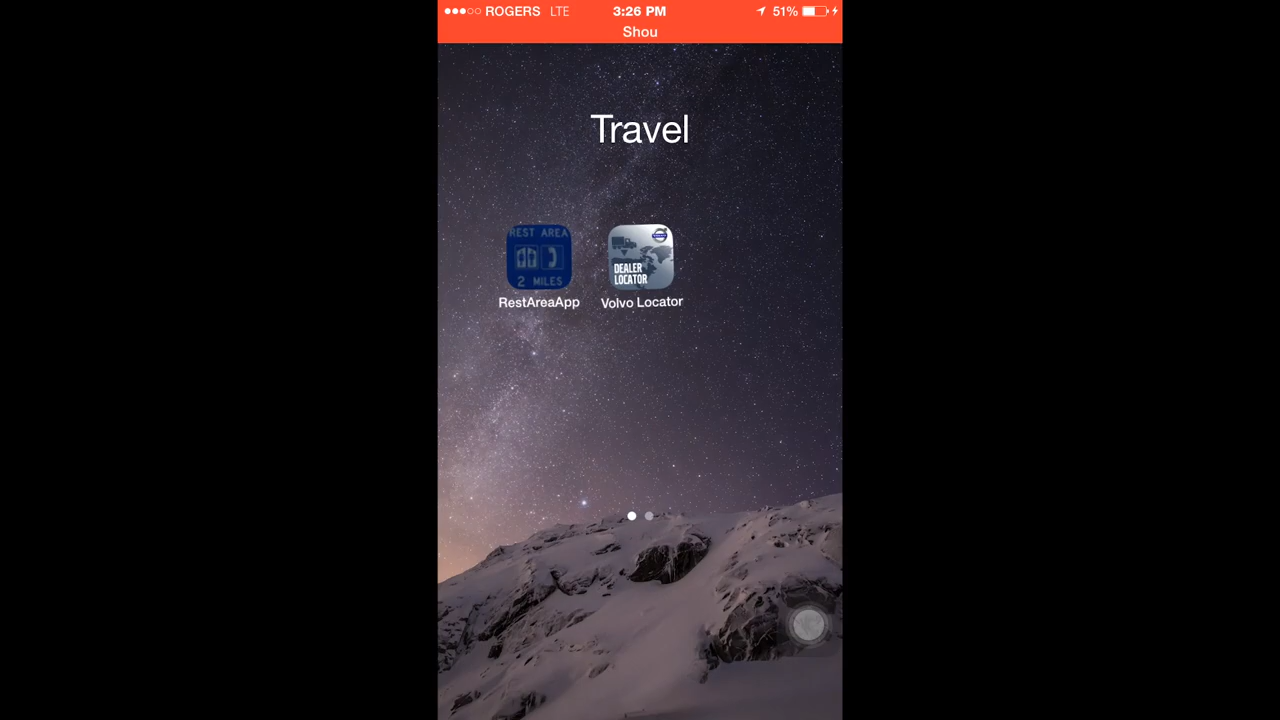 ROGERS LTE 3:26 PM 51%
Shou
Travel
REST AREA
2 MILES
DEALER
LOCATOR
RestAreaApp Volvo Locator